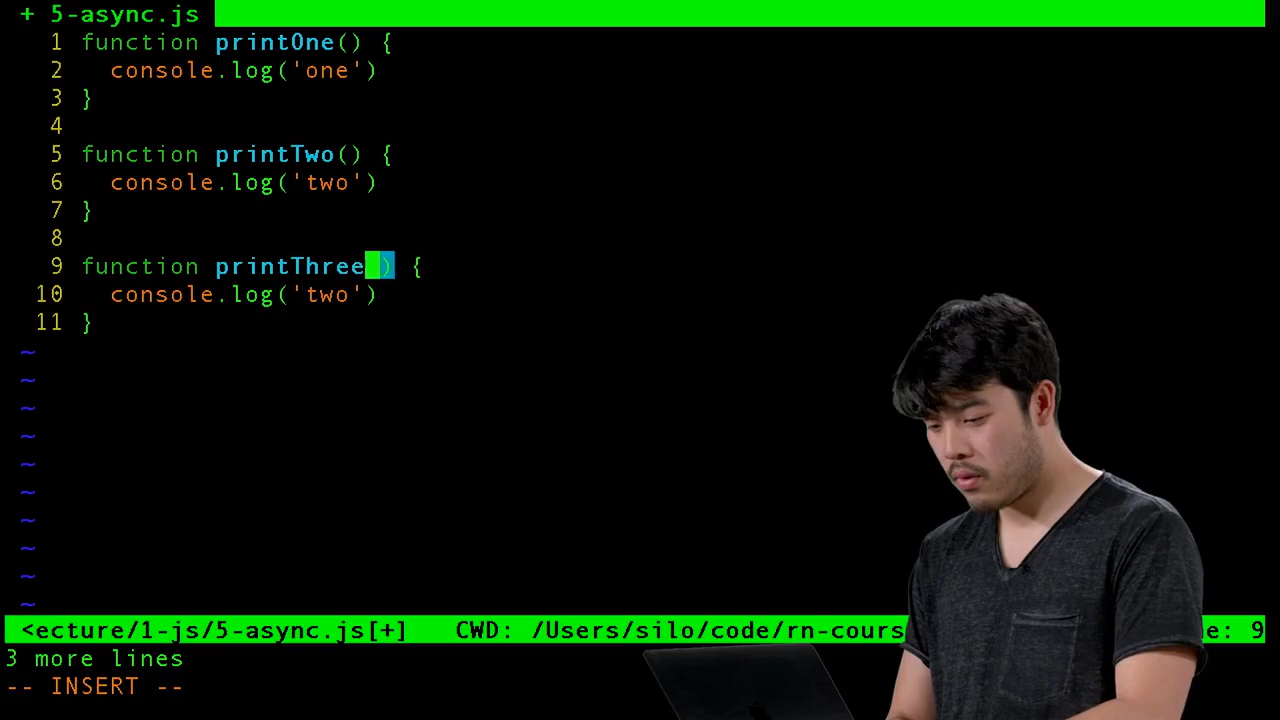 + 5-async.js
1 function printOne() {
2   console.log('one')
3 }
4
5 function printTwo() {
6   console.log('two')
7 }
8
9 function printThree() {
10   console.log('two')
11 }
~
~
~
~
~
~
~
~
~
~
<ecture/1-js/5-async.js[+]   CWD: /Users/silo/code/rn-cours e: 9
3 more lines
-- INSERT --